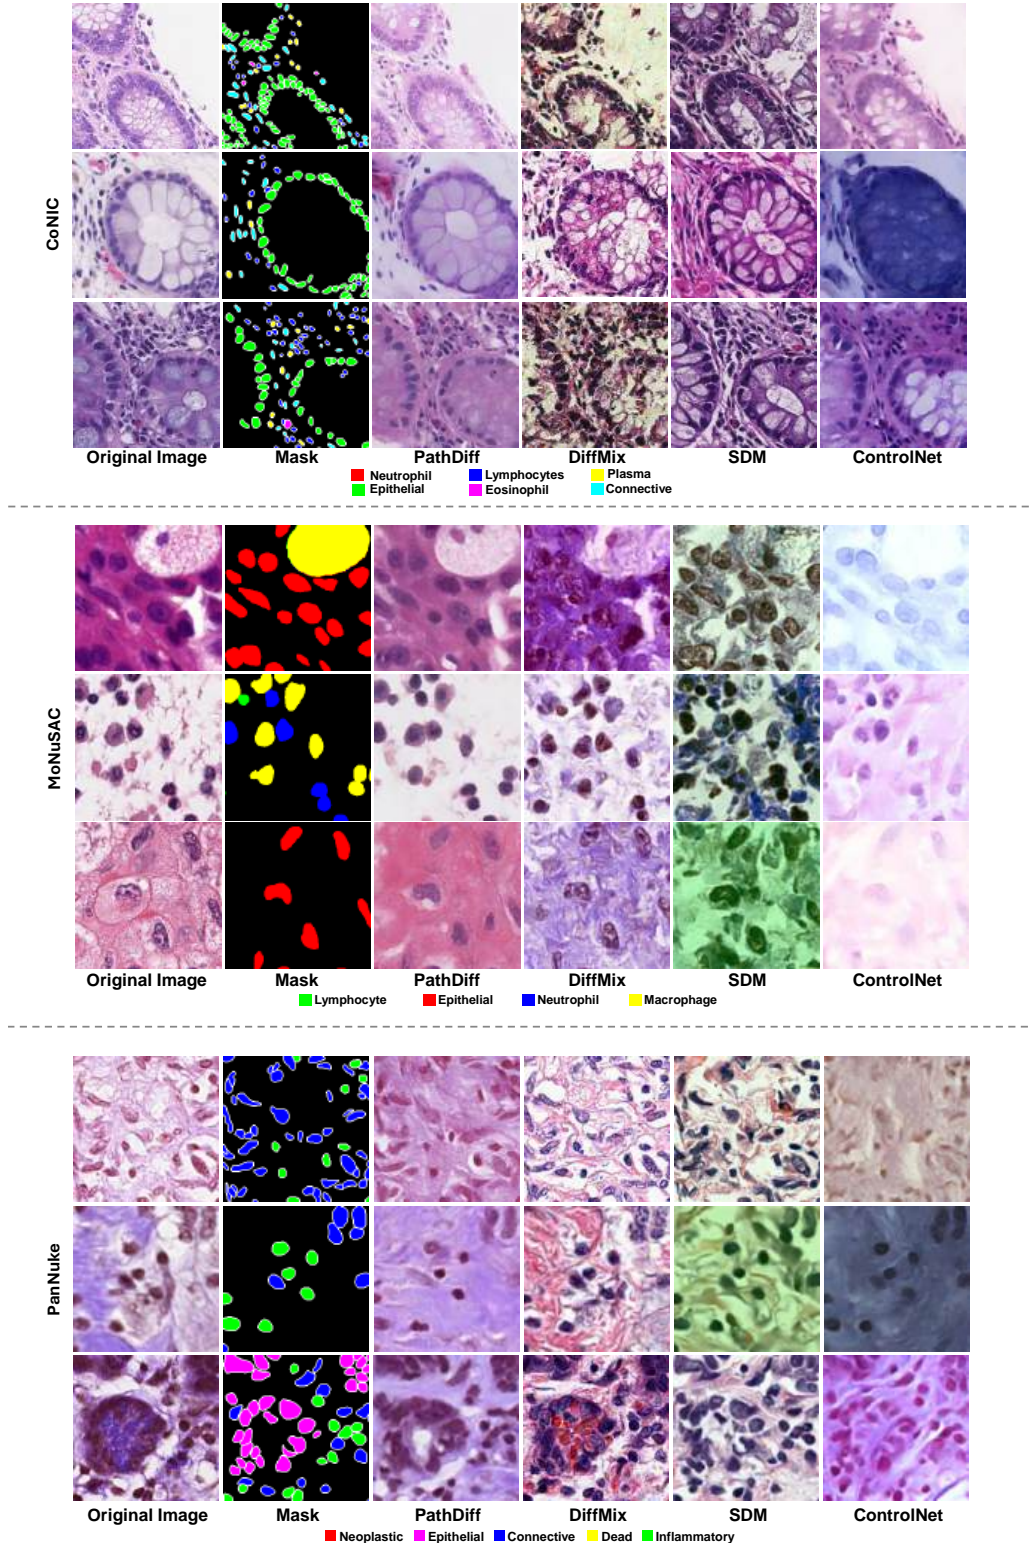 CoNIC
Original Image Mask PathDiff DiffMix SDM ControlNet
Neutrophil Lymphocytes Plasma
Epithelial Eosinophil Connective
MoNuSAC
Original Image Mask PathDiff DiffMix SDM ControlNet
Lymphocyte Epithelial Neutrophil Macrophage
PanNuke
Original Image Mask PathDiff DiffMix SDM ControlNet
Neoplastic Epithelial Connective Dead Inflammatory